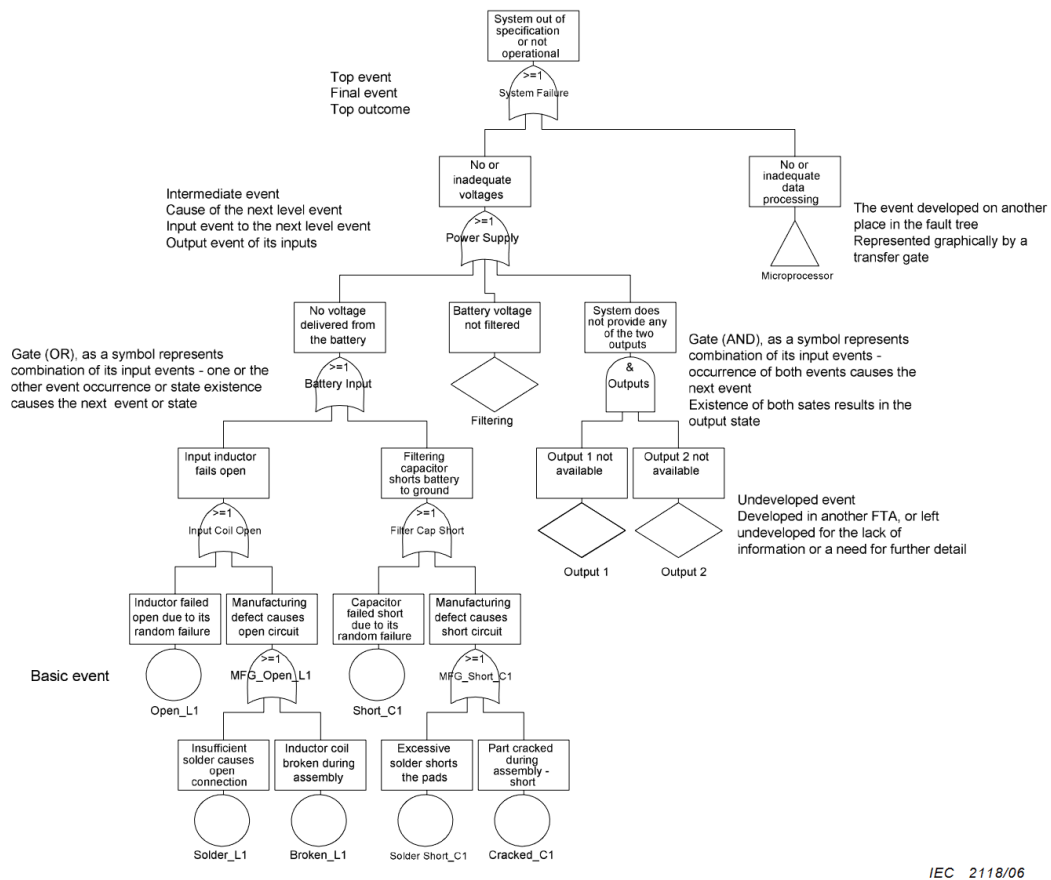 System out of
specification
or not
operational
>=1
System Failure
Top event
Final event
Top outcome
No or
inadequate
voltages
No or
inadequate
data
processing
Intermediate event
Cause of the next level event
Input event to the next level event
Output event of its inputs
>=1
Power Supply
Microprocessor
The event developed on another
place in the fault tree
Represented graphically by a
transfer gate
No voltage
delivered from
the battery
Battery voltage
not filtered
System does
not provide any
of the two
outputs
Gate (OR), as a symbol represents
combination of its input events - one or the
other event occurrence or state existence
causes the next event or state
>=1
Battery Input
Filtering
&
Outputs
Gate (AND), as a symbol represents
combination of its input events -
occurrence of both events causes the
next event
Existence of both sates results in the
output state
Input inductor
fails open
Filtering
capacitor
shorts battery
to ground
Output 1 not
available
Output 2 not
available
>=1
Input Coil Open
>=1
Filter Cap Short
Output 1
Output 2
Undeveloped event
Developed in another FTA, or left
undeveloped for the lack of
information or a need for further detail
Inductor failed
open due to its
random failure
Manufacturing
defect causes
open circuit
Capacitor
failed short
due to its
random failure
Manufacturing
defect causes
short circuit
Basic event
Open_L1
>=1
MFG_Open_L1
Short_C1
>=1
MFG_Short_C1
Insufficient
solder causes
open
connection
Inductor coil
broken during
assembly
Excessive
solder shorts
the pads
Part cracked
during
assembly -
short
Solder_L1
Broken_L1
Solder Short_C1
Cracked_C1
IEC 2118/06